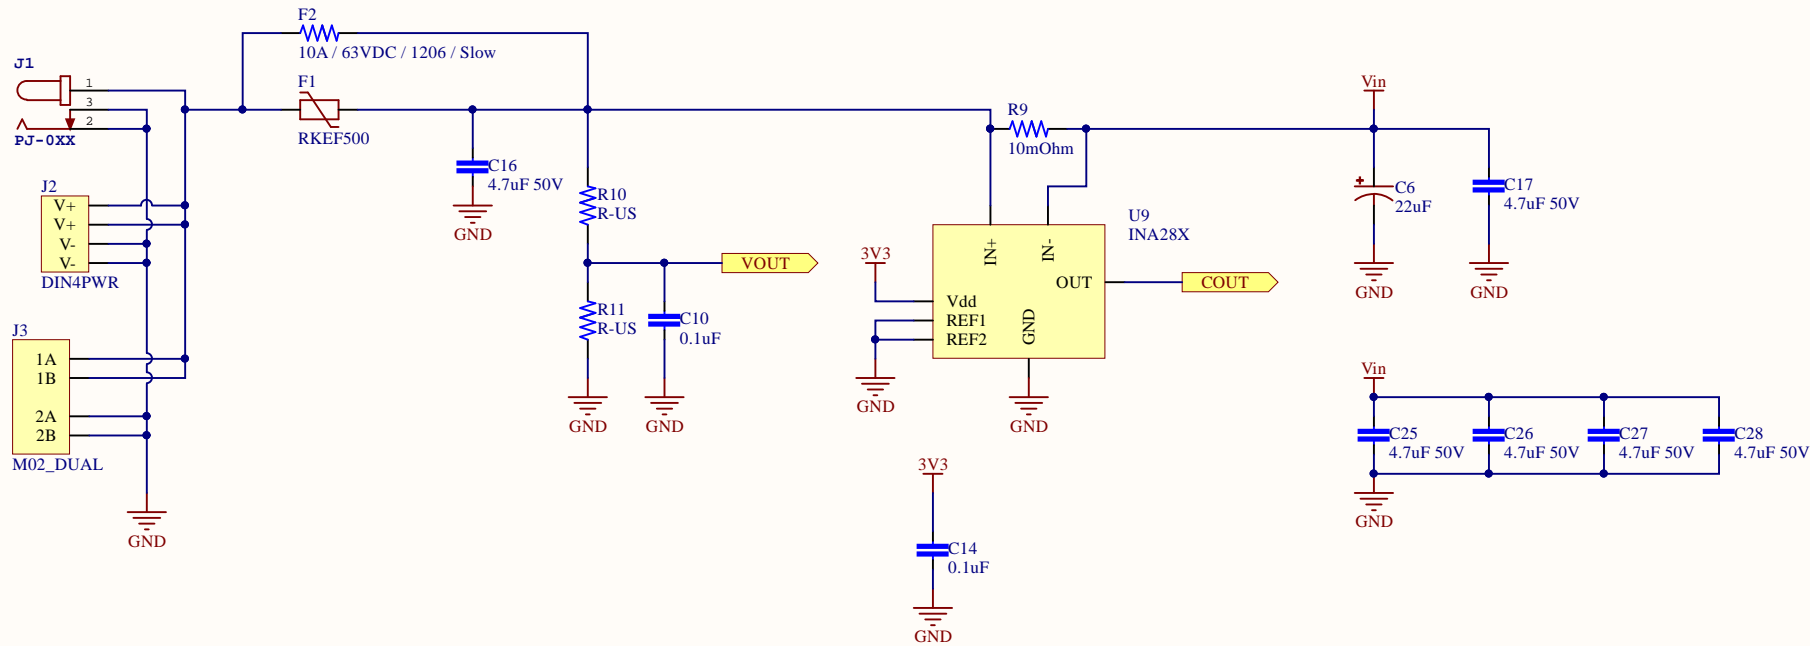 F2
10A / 63VDC / 1206 / Slow
J1
1
3
2
PJ-0XX
F1
RKEF500
R9
10mOhm
Vin
C16
4.7uF 50V
GND
J2
V+
V+
V-
V-
DIN4PWR
R10
R-US
VOUT
R11
R-US
C10
0.1uF
GND
GND
U9
INA28X
IN+
IN-
3V3
Vdd
REF1
REF2
GND
OUT
COUT
GND
GND
C6
22uF
C17
4.7uF 50V
GND
GND
J3
1A
1B
2A
2B
M02_DUAL
GND
Vin
C25
4.7uF 50V
C26
4.7uF 50V
C27
4.7uF 50V
C28
4.7uF 50V
GND
3V3
C14
0.1uF
GND